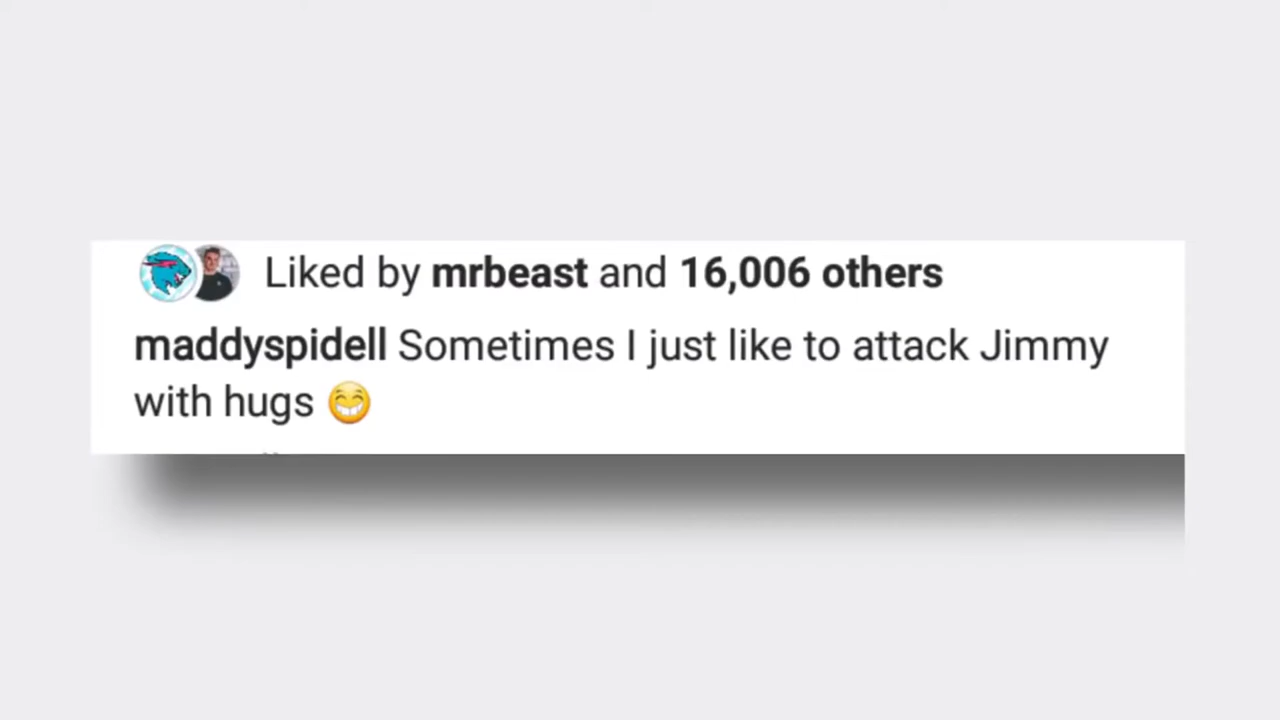 Liked by mrbeast and 16,006 others
maddyspidell Sometimes I just like to attack Jimmy
with hugs 😁